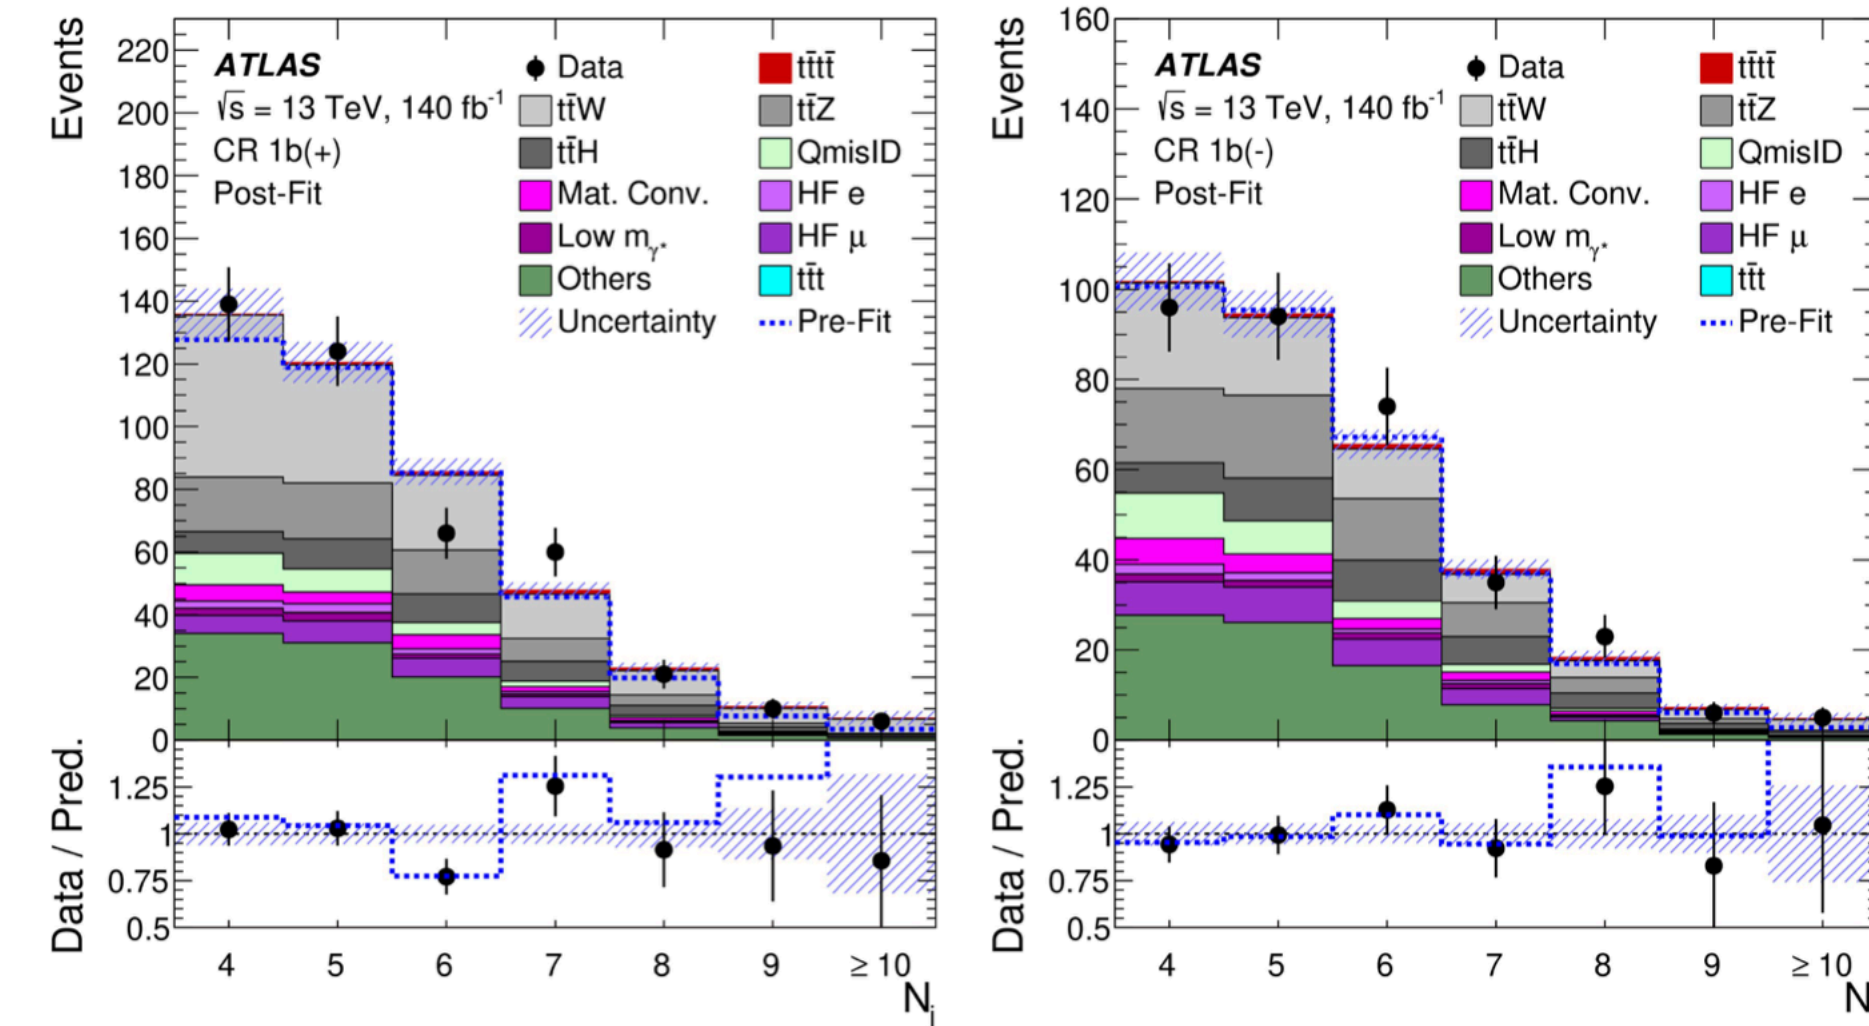 Events
220
200
180
160
140
120
100
80
60
40
20
0
ATLAS
√s = 13 TeV, 140 fb⁻¹
CR 1b(+)
Post-Fit
Data
tt̄tt̄
tt̄W
tt̄Z
tt̄H
QmisID
Mat. Conv.
HF e
Low mγ*
HF μ
Others
tt̄t
Uncertainty
Pre-Fit
Data / Pred.
1.25
1
0.75
0.5
4 5 6 7 8 9 ≥ 10
Nj
Events
160
140
120
100
80
60
40
20
0
ATLAS
√s = 13 TeV, 140 fb⁻¹
CR 1b(-)
Post-Fit
Data
tt̄tt̄
tt̄W
tt̄Z
tt̄H
QmisID
Mat. Conv.
HF e
Low mγ*
HF μ
Others
tt̄t
Uncertainty
Pre-Fit
Data / Pred.
1.25
1
0.75
0.5
4 5 6 7 8 9 ≥ 10
N